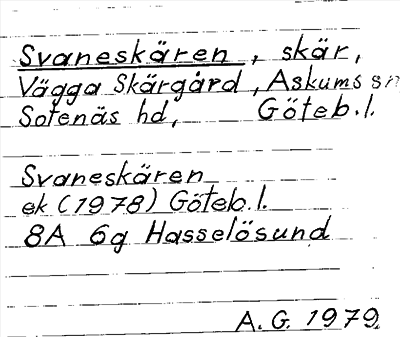 Svaneskären, skär,
Vägga Skärgård, Askums sn
Sotenäs hd, Göteb.l.
Svaneskären
ek (1978) Göteb.l.
8A 6g Hasselösund
A.G. 1979